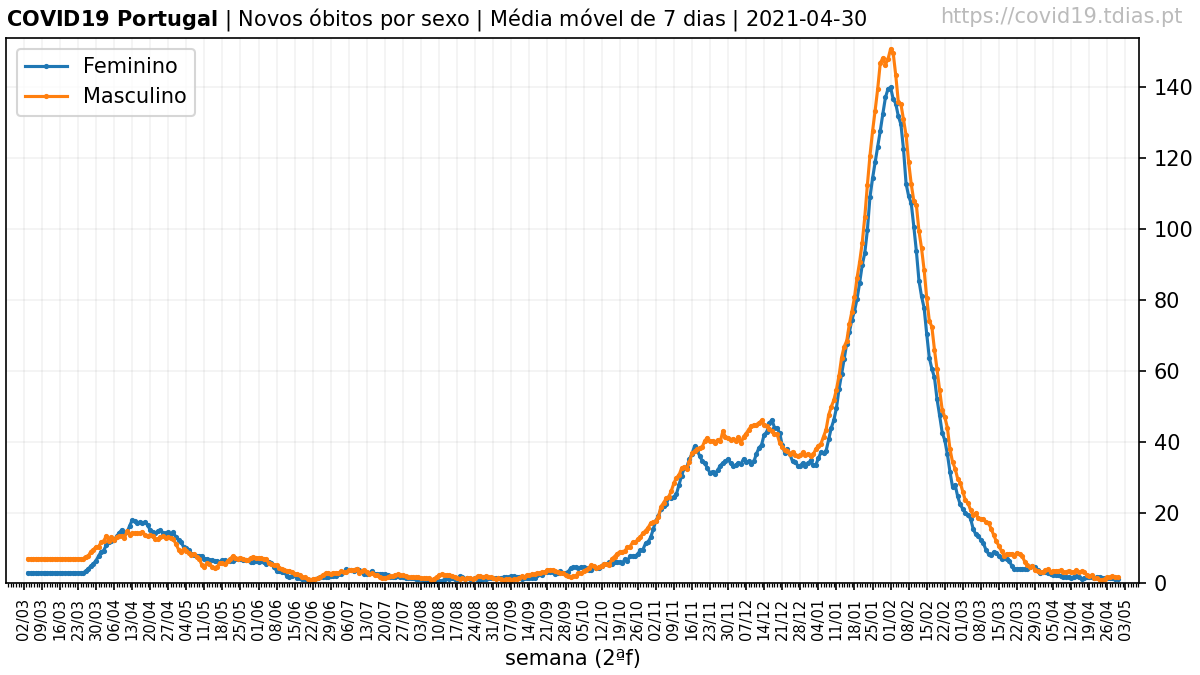 COVID19 Portugal | Novos óbitos por sexo | Média móvel de 7 dias | 2021-04-30
https://covid19.tdias.pt
Feminino
Masculino
140
120
100
80
60
40
20
0
02/03 09/03 16/03 23/03 30/03 06/04 13/04 20/04 27/04 04/05 11/05 18/05 25/05 01/06 08/06 15/06 22/06 29/06 06/07 13/07 20/07 27/07 03/08 10/08 17/08 24/08 31/08 07/09 14/09 21/09 28/09 05/10 12/10 19/10 26/10 02/11 09/11 16/11 23/11 30/11 07/12 14/12 21/12 28/12 04/01 11/01 18/01 25/01 01/02 08/02 15/02 22/02 01/03 08/03 15/03 22/03 29/03 05/04 12/04 19/04 26/04 03/05
semana (2ªf)